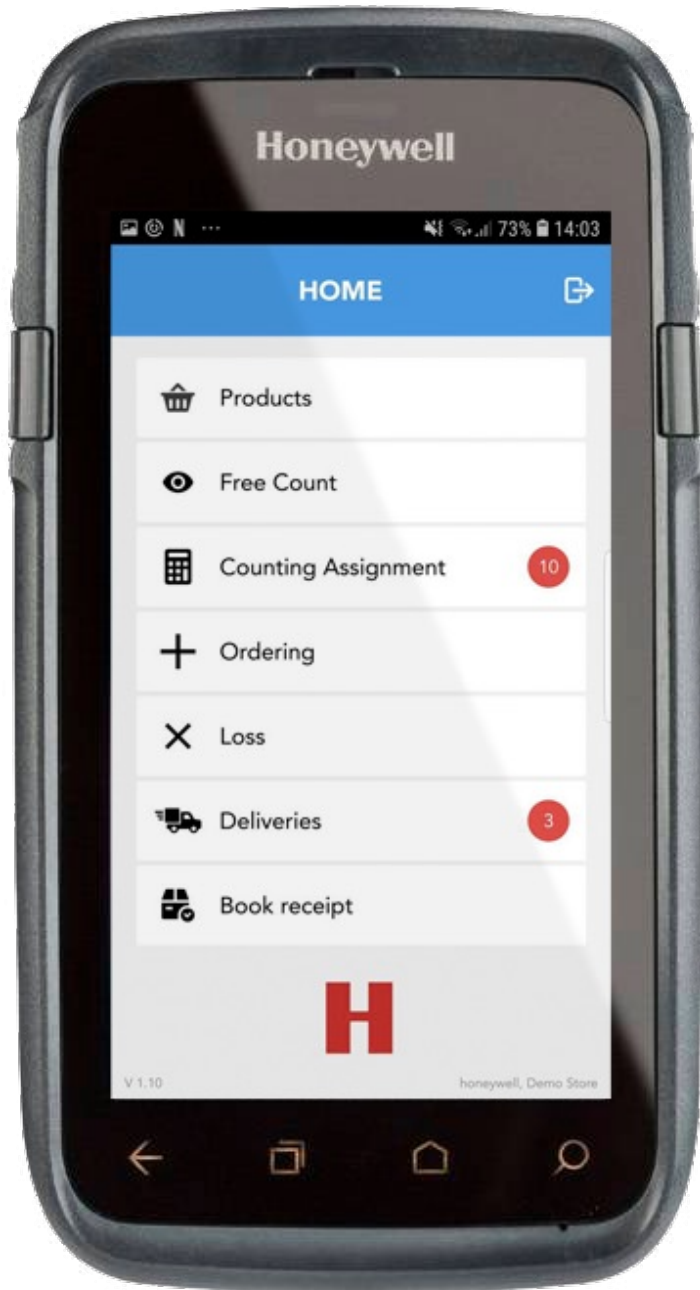 Honeywell
N ... 73% 14:03
HOME
Products
Free Count
Counting Assignment 10
Ordering
Loss
Deliveries 3
Book receipt
H
V 1.10 honeywell, Demo Store